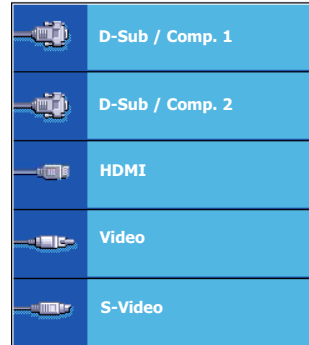 D-Sub / Comp. 1
D-Sub / Comp. 2
HDMI
Video
S-Video